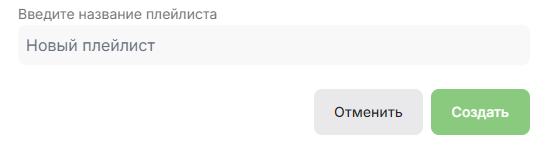 Введите название плейлиста
Новый плейлист
Отменить
Создать